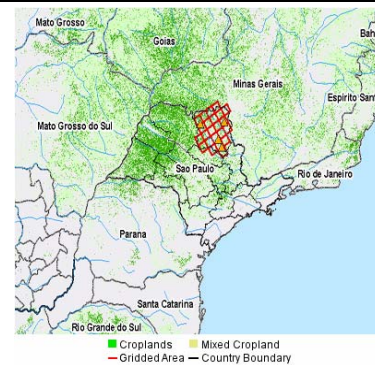 Mato Grosso
Goias
Bah
Minas Gerais
Espirito San
Mato Grosso do Sul
Sao Paulo
Rio de Janeiro
Parana
Santa Catarina
Rio Grande do Sul
Croplands Mixed Cropland
Gridded Area Country Boundary